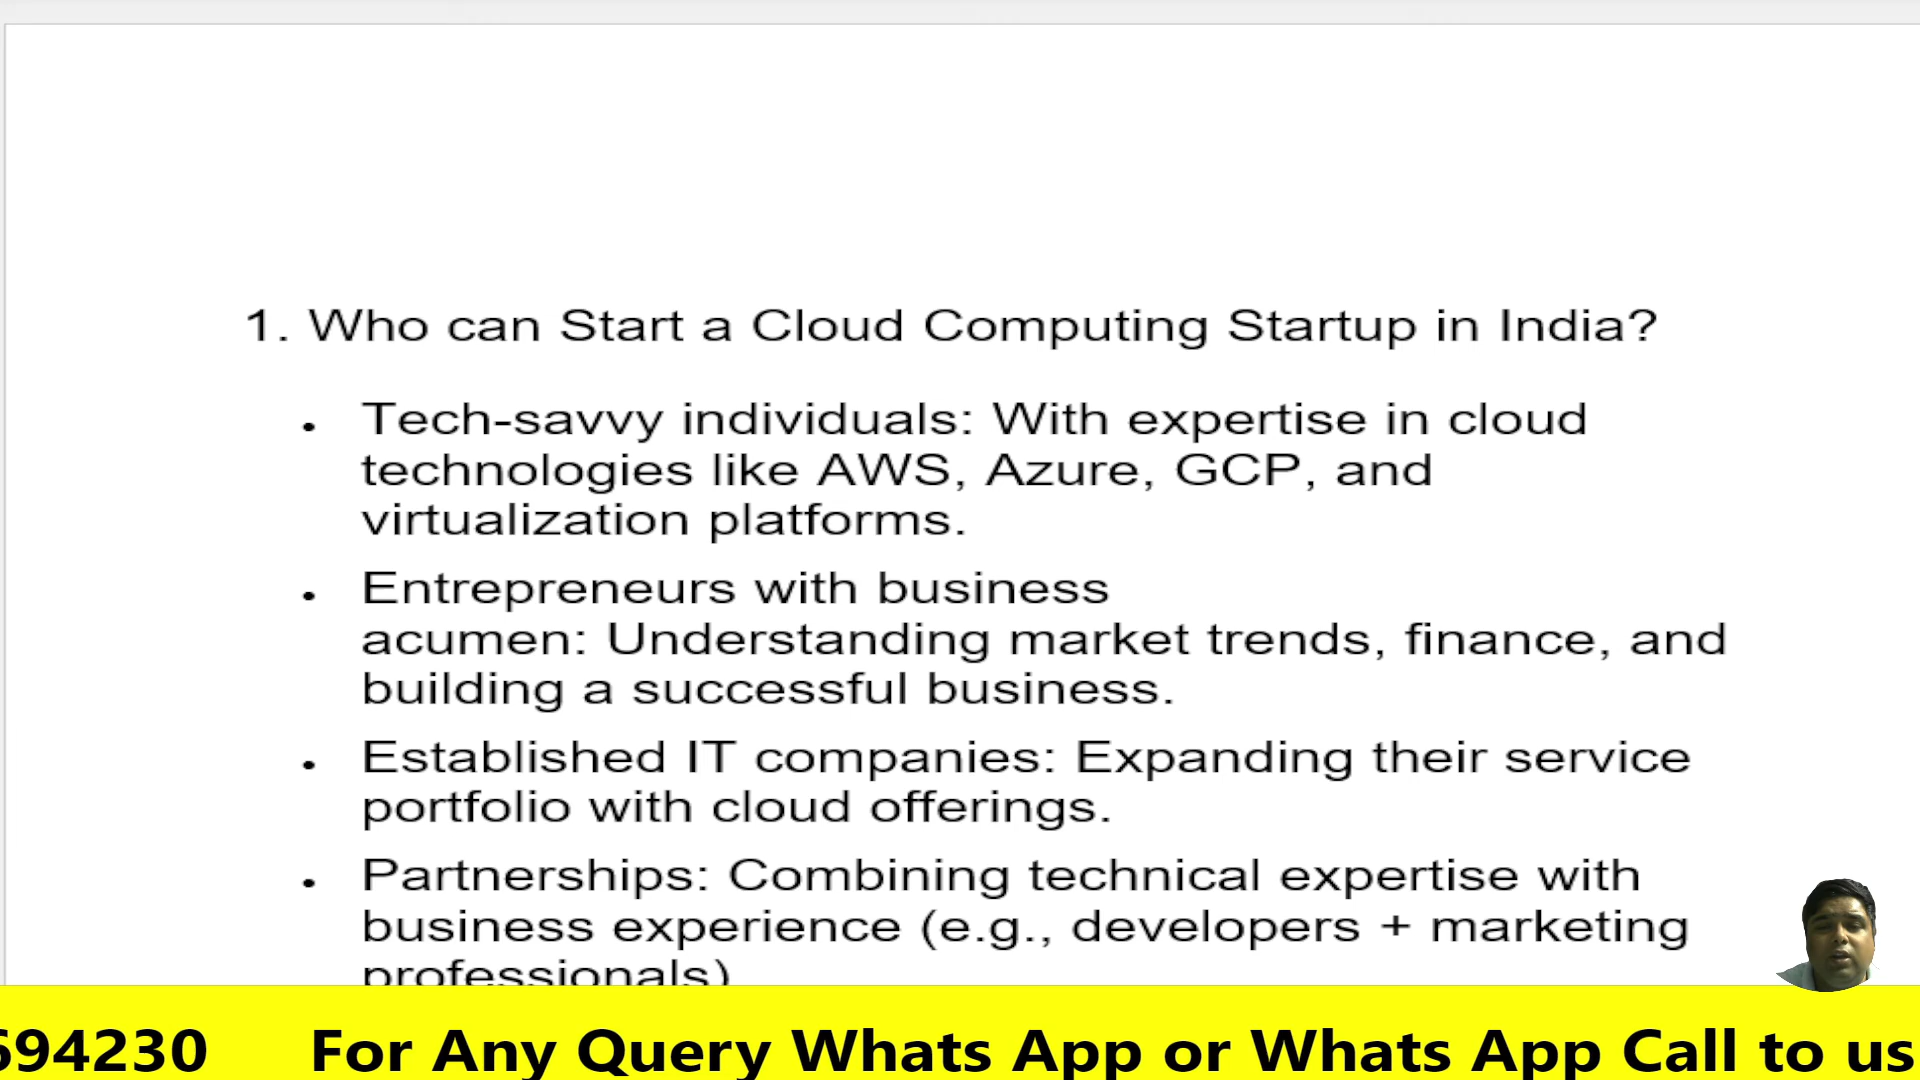 1. Who can Start a Cloud Computing Startup in India?
• Tech-savvy individuals: With expertise in cloud
technologies like AWS, Azure, GCP, and
virtualization platforms.
• Entrepreneurs with business
acumen: Understanding market trends, finance, and
building a successful business.
• Established IT companies: Expanding their service
portfolio with cloud offerings.
• Partnerships: Combining technical expertise with
business experience (e.g., developers + marketing
professionals)
694230 For Any Query Whats App or Whats App Call to us